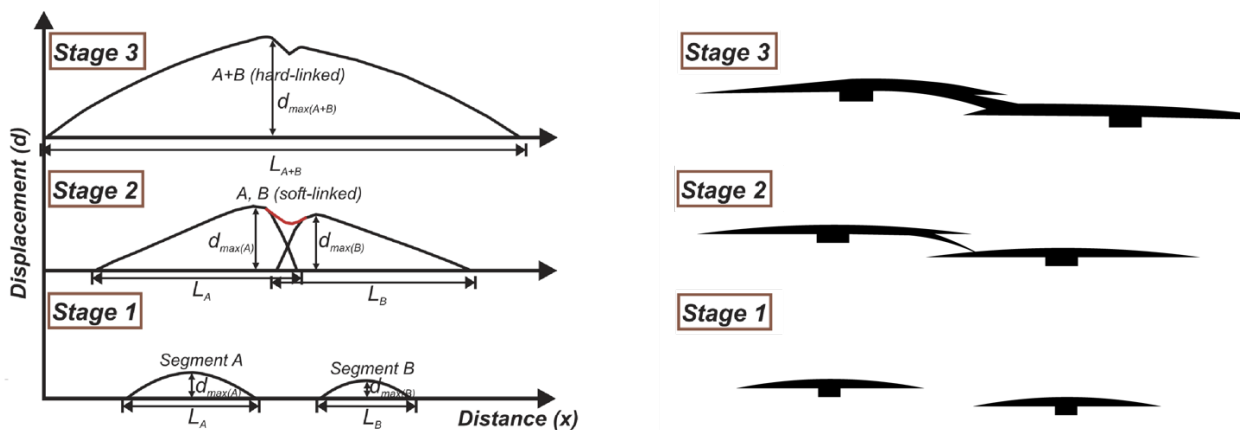 Displacement (d)
Stage 3
A+B (hard-linked)
dmax(A+B)
LA+B
Stage 2
A, B (soft-linked)
dmax(A)
dmax(B)
LA
LB
Stage 1
Segment A
Segment B
dmax(A)
dmax(B)
LA
LB
Distance (x)
Stage 3
Stage 2
Stage 1